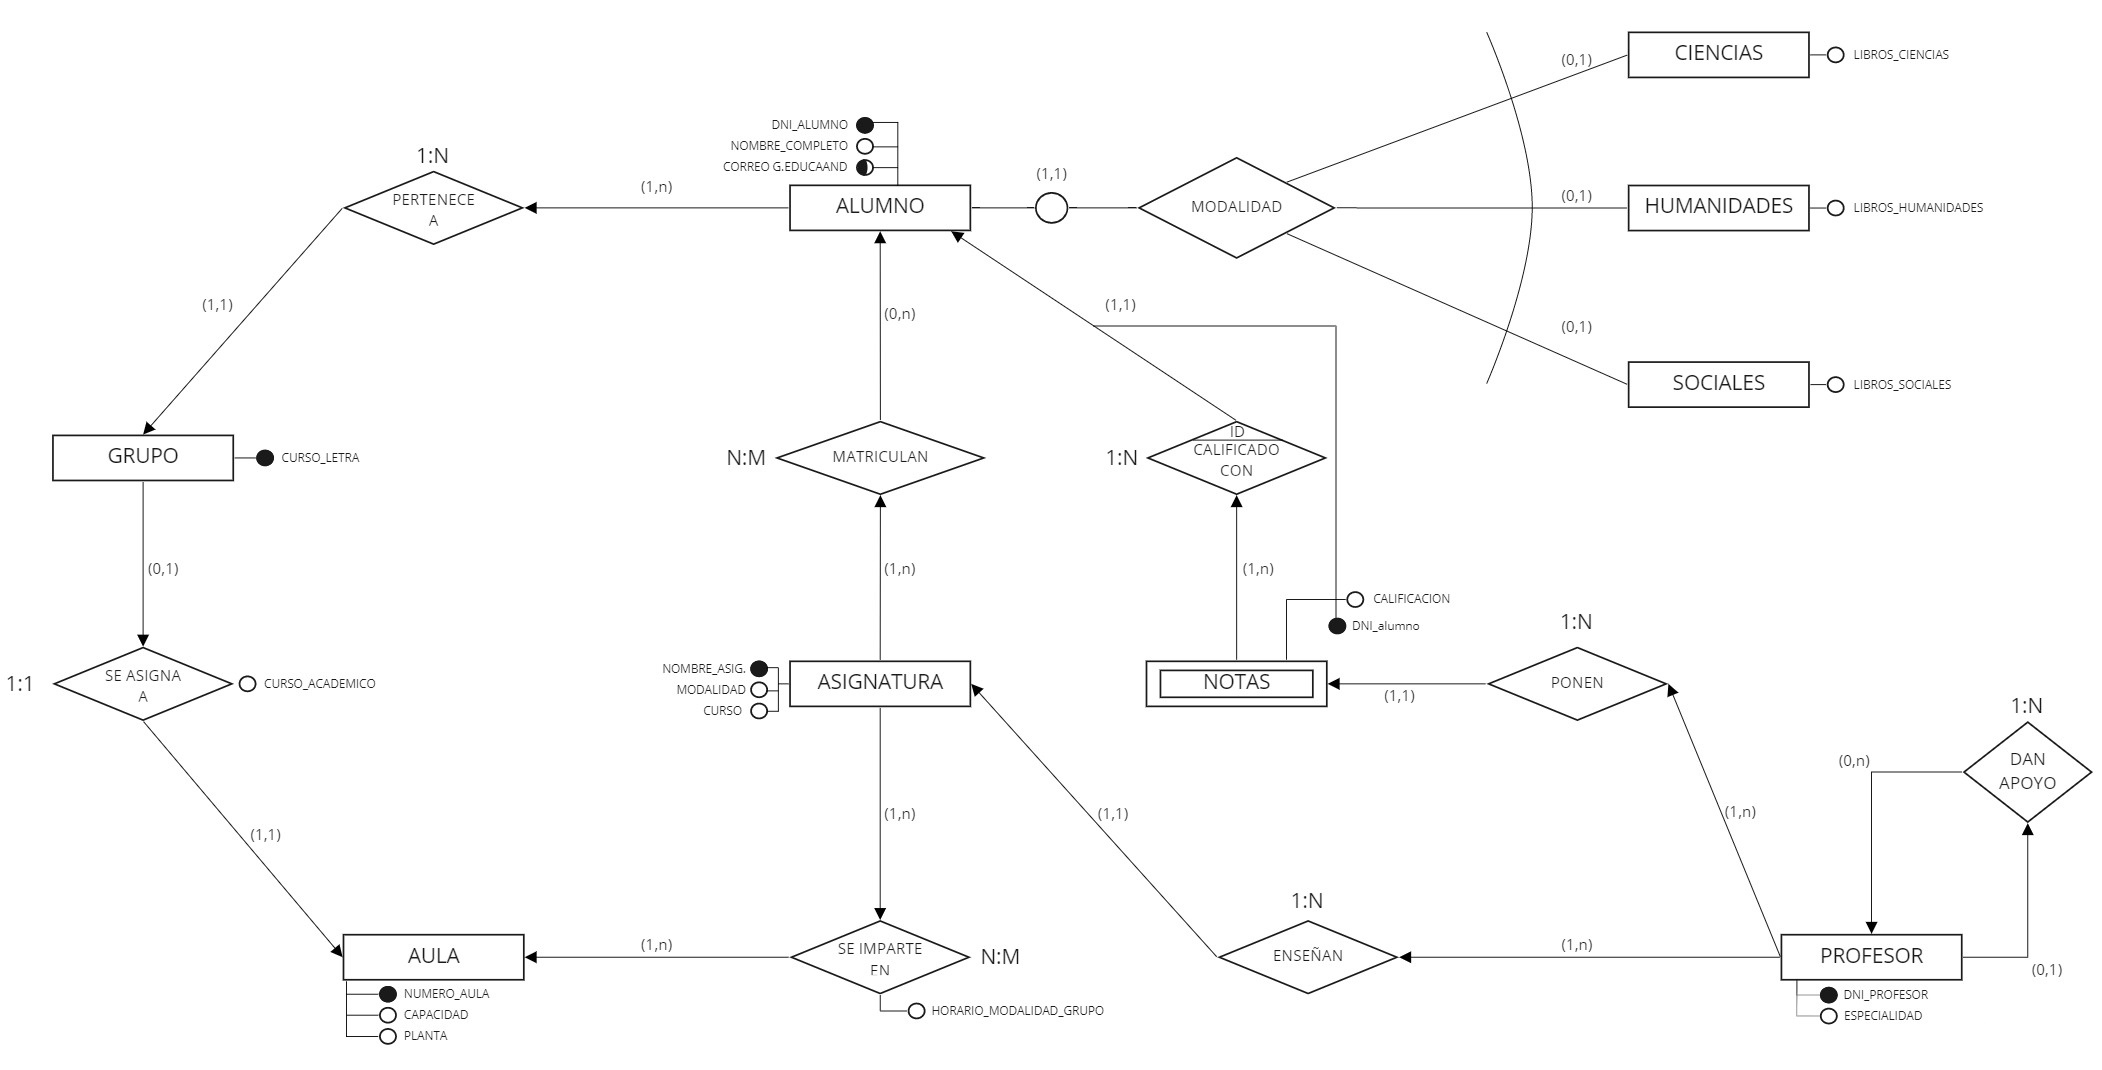 CIENCIAS
(0,1)
LIBROS_CIENCIAS
DNI_ALUMNO
NOMBRE_COMPLETO
CORREO G.EDUCAAND
1:N
PERTENECE
A
(1,n)
ALUMNO
(1,1)
MODALIDAD
(0,1)
HUMANIDADES
LIBROS_HUMANIDADES
(1,1)
(0,n)
(1,1)
(0,1)
SOCIALES
LIBROS_SOCIALES
GRUPO
CURSO_LETRA
N:M
MATRICULAN
1:N
ID
CALIFICADO
CON
(0,1)
(1,n)
(1,n)
CALIFICACION
DNI_alumno
1:N
1:1
SE ASIGNA
A
CURSO_ACADEMICO
NOMBRE_ASIG.
MODALIDAD
CURSO
ASIGNATURA
NOTAS
(1,1)
PONEN
1:N
DAN
APOYO
(0,n)
(1,1)
(1,n)
(1,1)
(1,n)
1:N
AULA
(1,n)
SE IMPARTE
FN
N:M
ENSEÑAN
(1,n)
PROFESOR
(0,1)
NUMERO_AULA
CAPACIDAD
PLANTA
HORARIO_MODALIDAD_GRUPO
DNI_PROFESOR
ESPECIALIDAD